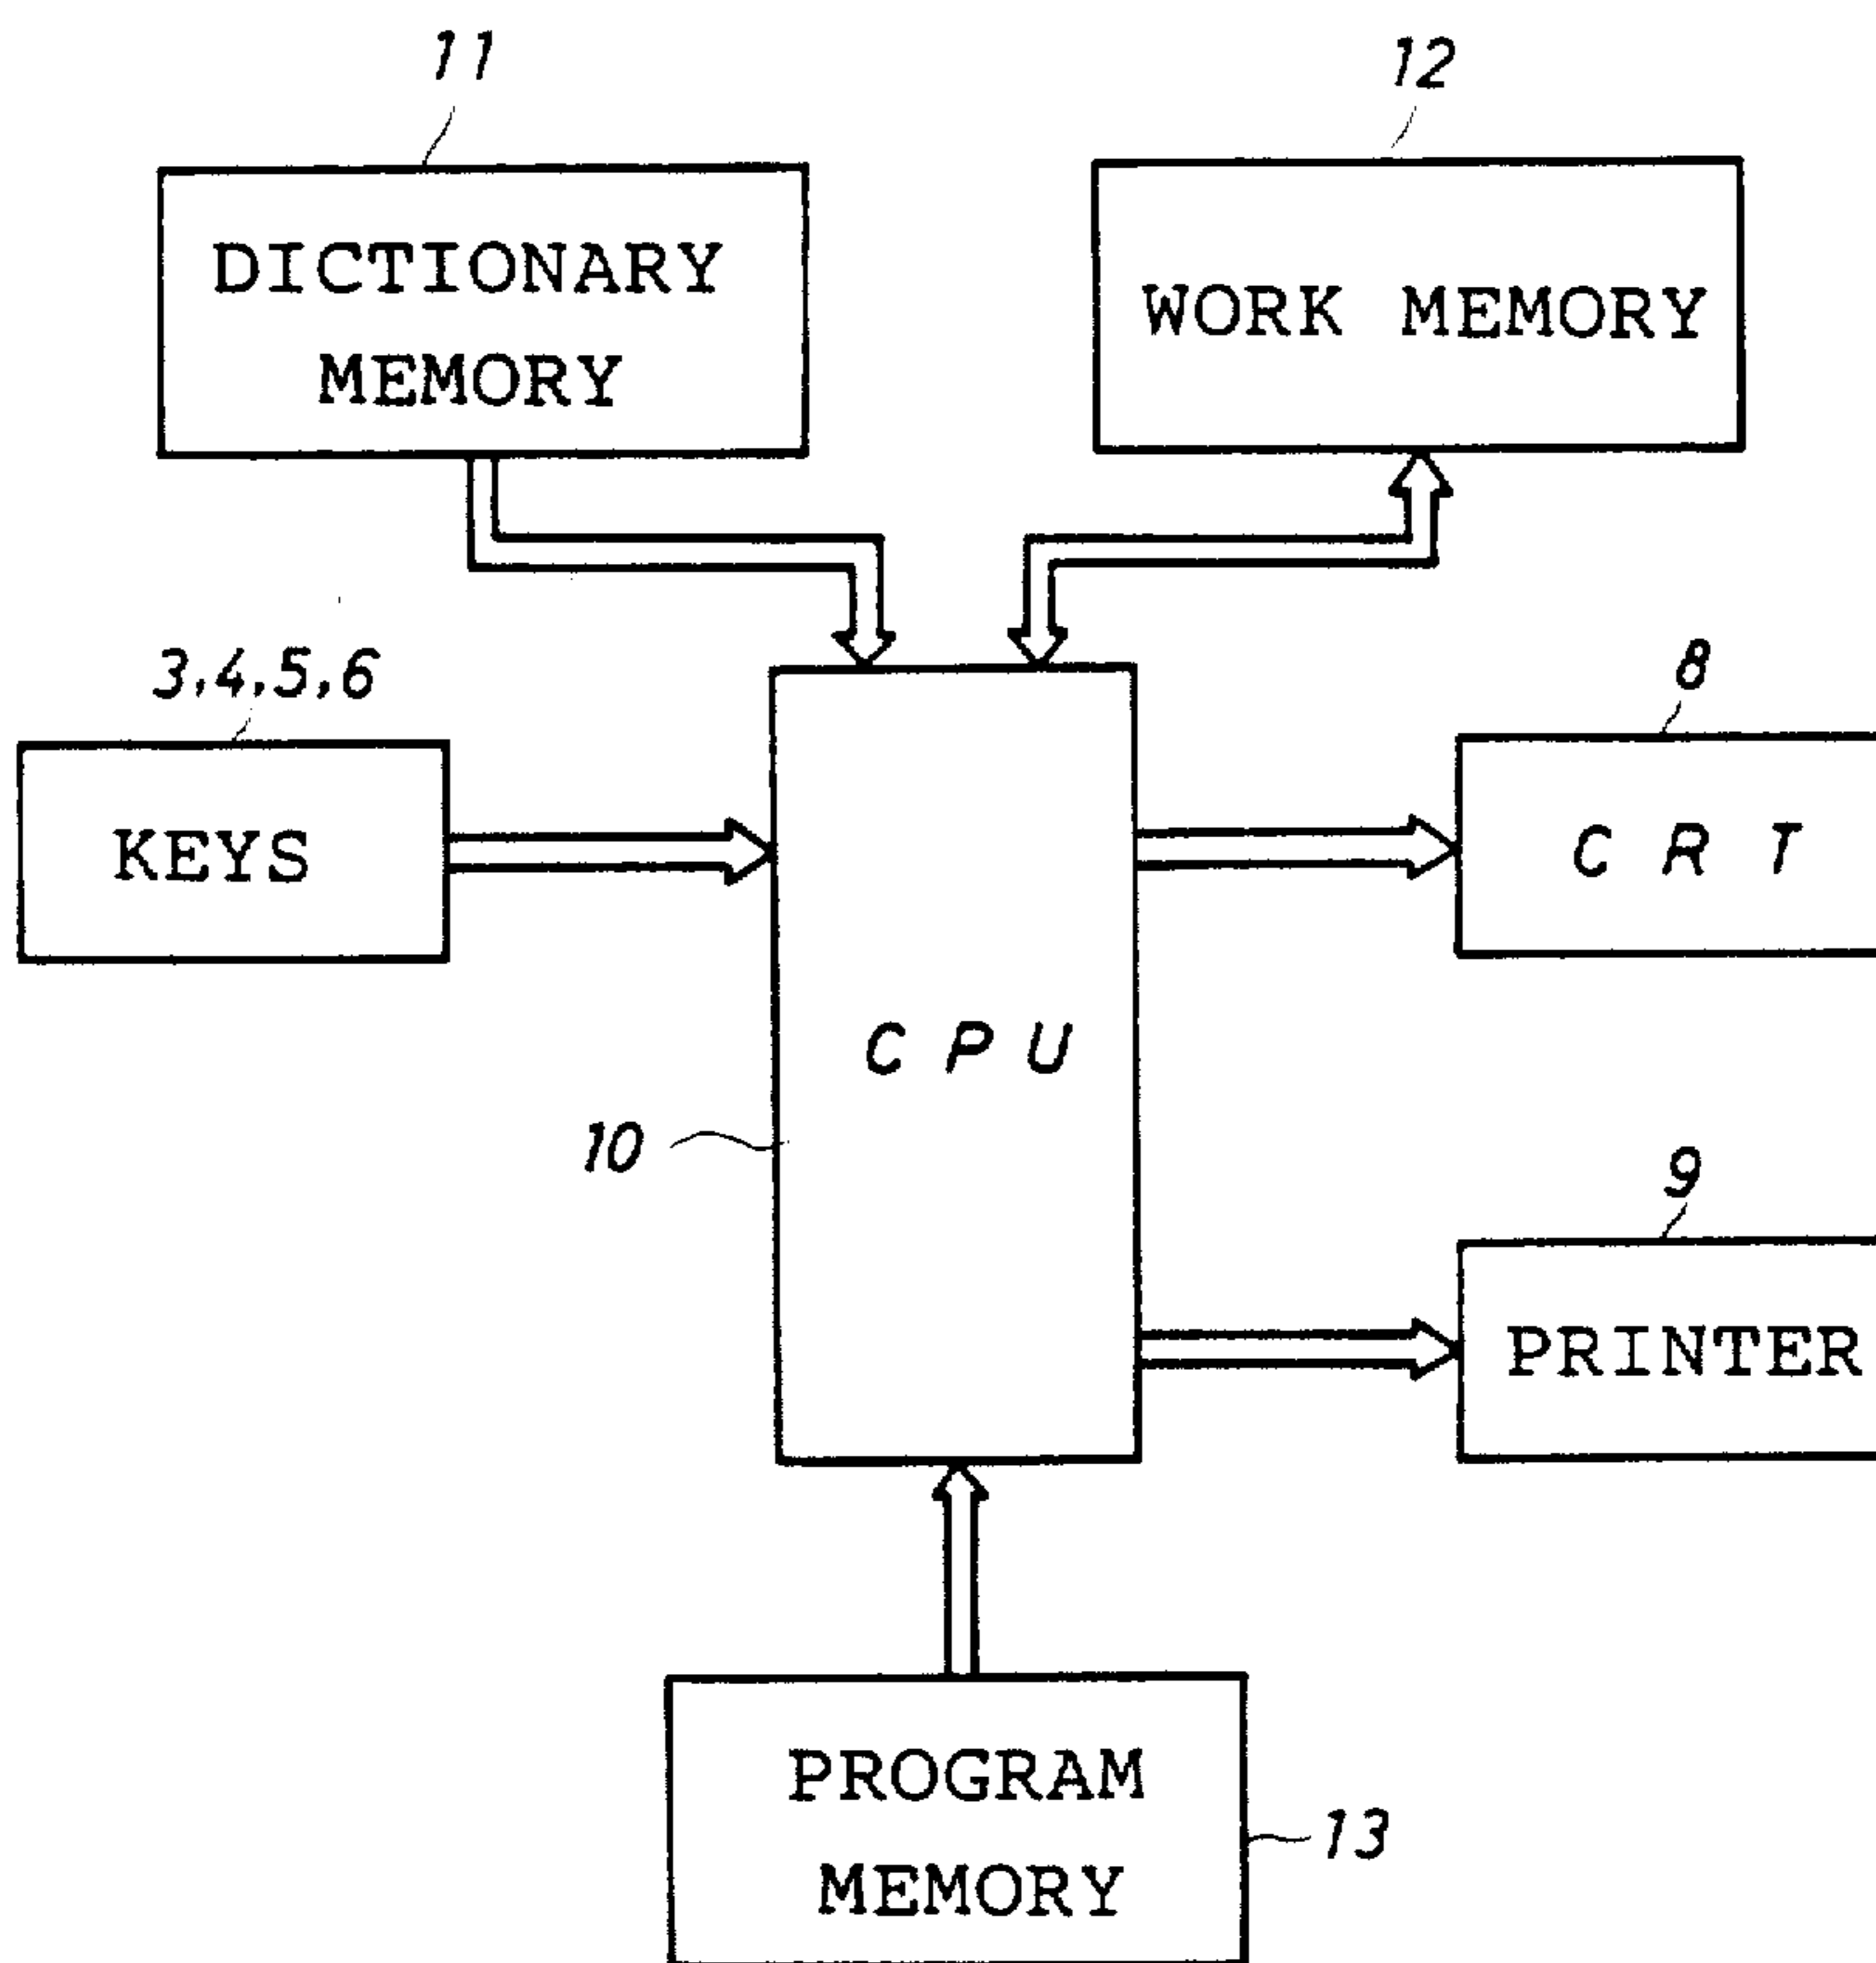 11
12
DICTIONARY
MEMORY
WORK MEMORY
3,4,5,6
8
KEYS
C R T
C P U
10
9
PRINTER
PROGRAM
MEMORY
13